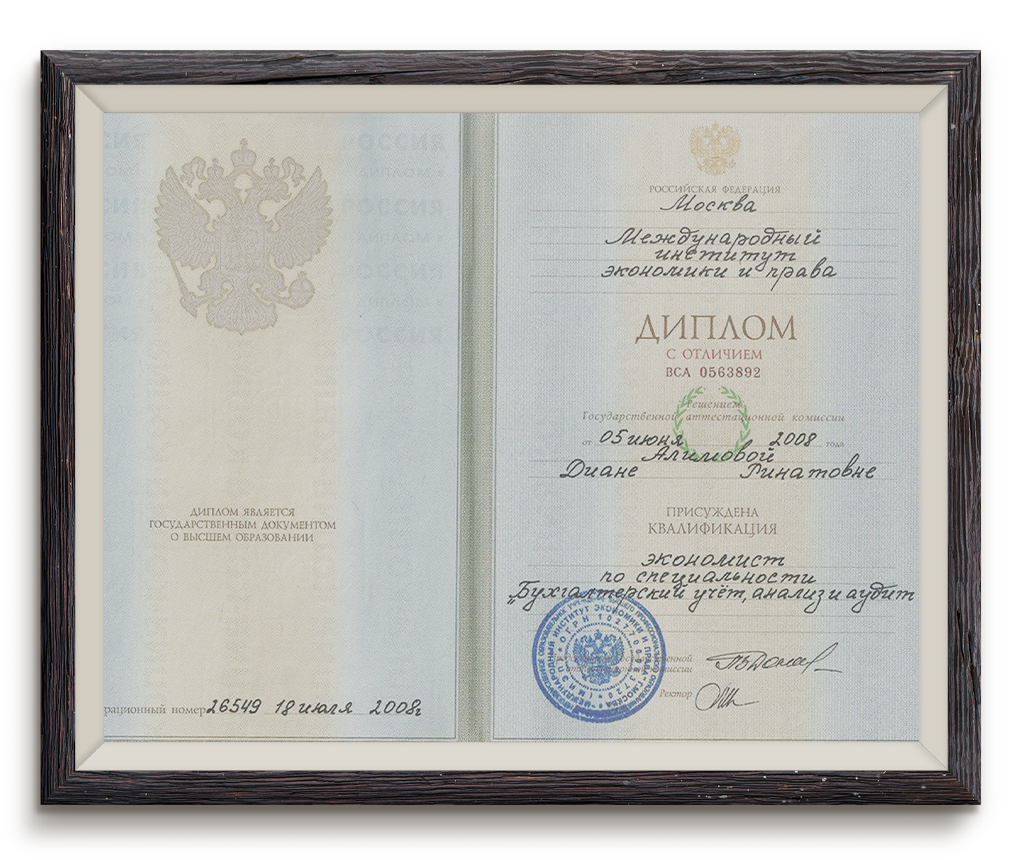 ДИПЛОМ ЯВЛЯЕТСЯ
ГОСУДАРСТВЕННЫМ ДОКУМЕНТОМ
О ВЫСШЕМ ОБРАЗОВАНИИ
рационный номер 26549 18 июля 2008г
РОССИЙСКАЯ ФЕДЕРАЦИЯ
Москва
Международный
институт
экономики и права
ДИПЛОМ
С ОТЛИЧИЕМ
ВСА 0563892
Решением
Государственной аттестационной комиссии
от 05 июня 2008 года
Алимовой
Диане Ринатовне
ПРИСУЖДЕНА
КВАЛИФИКАЦИЯ
экономист
по специальности
„Бухгалтерский учёт, анализ и аудит
Ректор